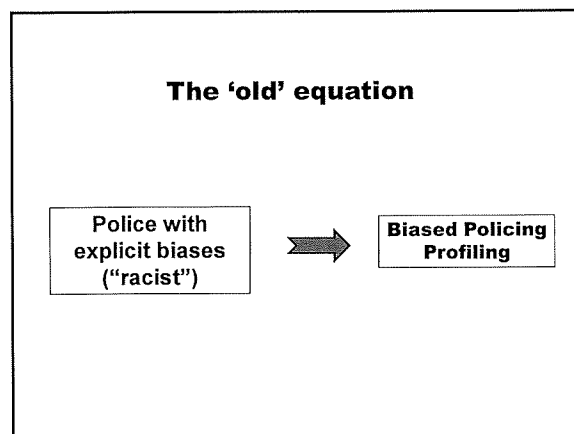 The ‘old’ equation
Police with
explicit biases
(“racist”)
Biased Policing
Profiling